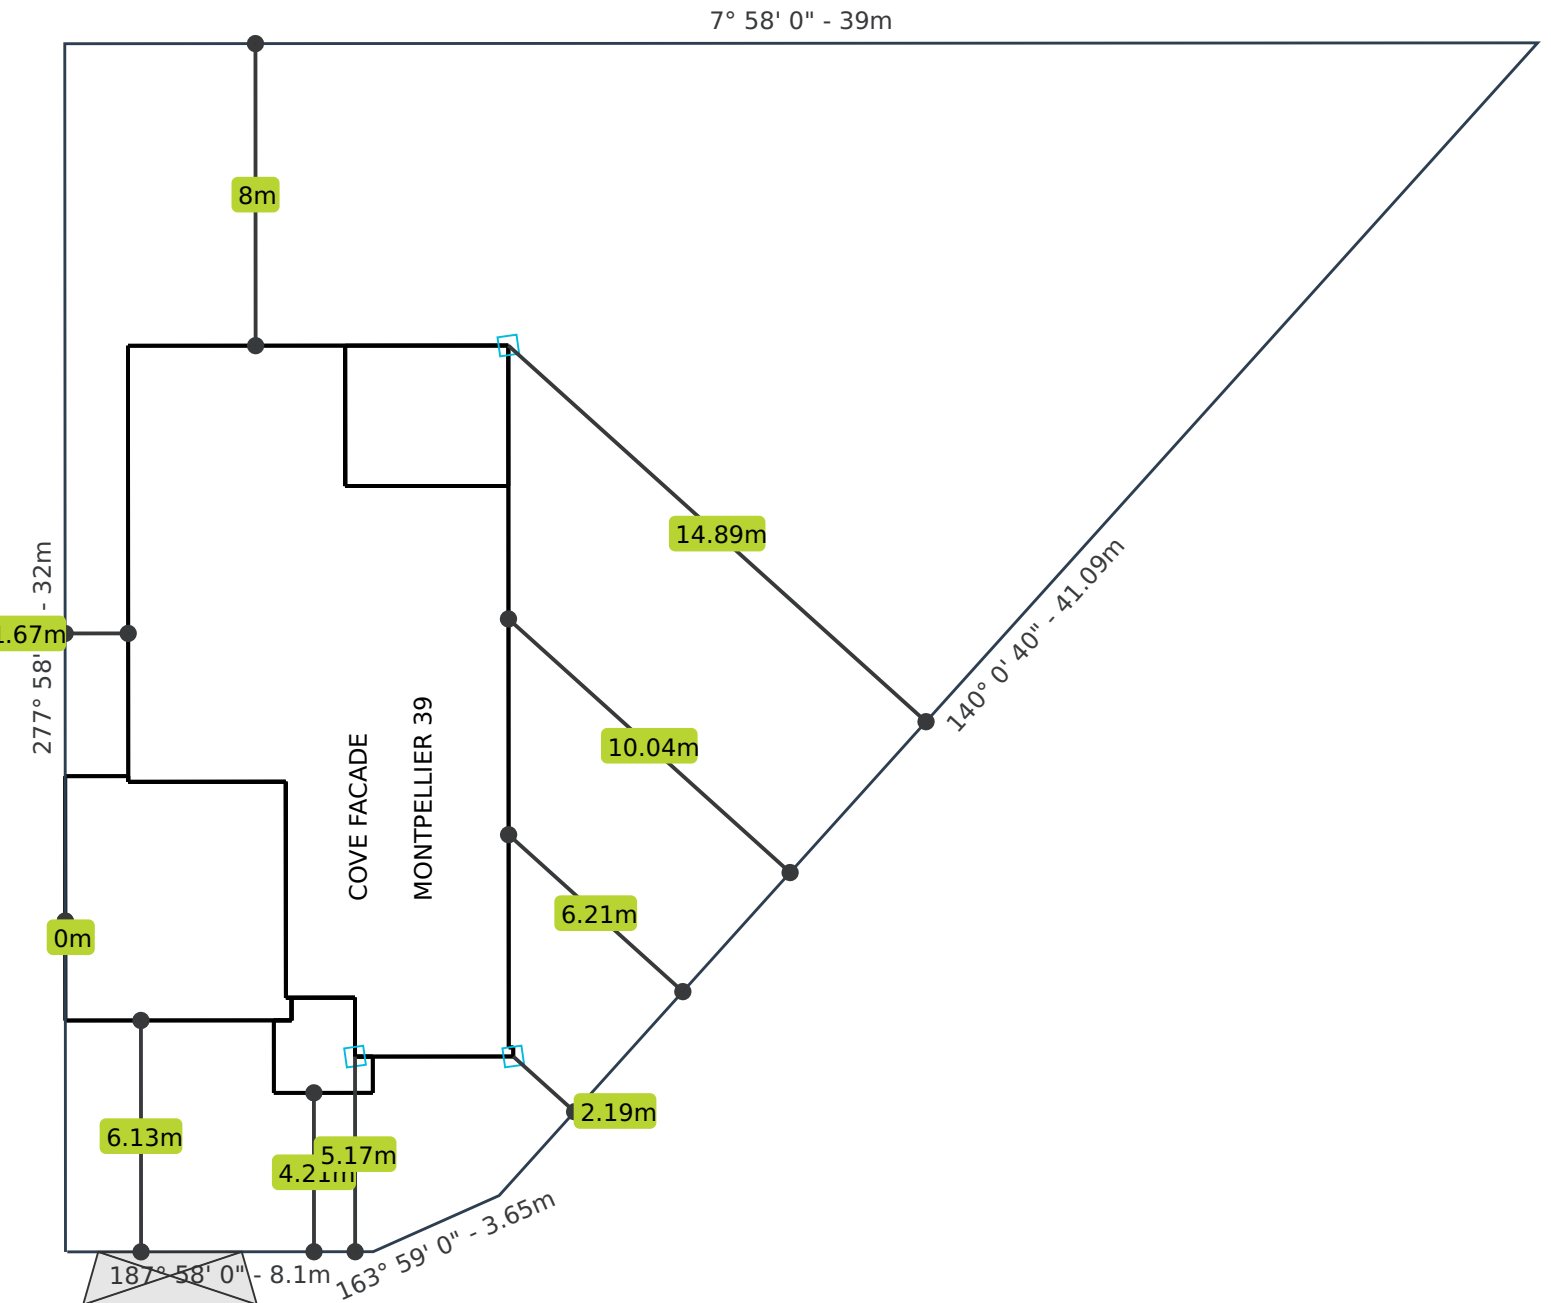 7° 58' 0" - 39m
8m
14.89m
277° 58' - 32m
1.67m
140° 0' 40" - 41.09m
10.04m
COVE FACADE
MONTPELLIER 39
6.21m
0m
2.19m
6.13m
5.17m
4.21m
163° 59' 0" - 3.65m
187° 58' 0" - 8.1m